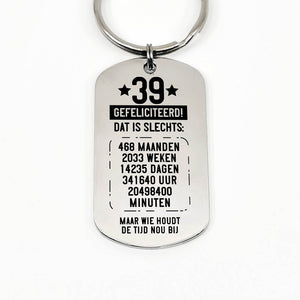 39
GEFELICITEERD!
DAT IS SLECHTS:
468 MAANDEN
2033 WEKEN
14235 DAGEN
341640 UUR
20498400
MINUTEN
MAAR WIE HOUDT
DE TIJD NOU BIJ